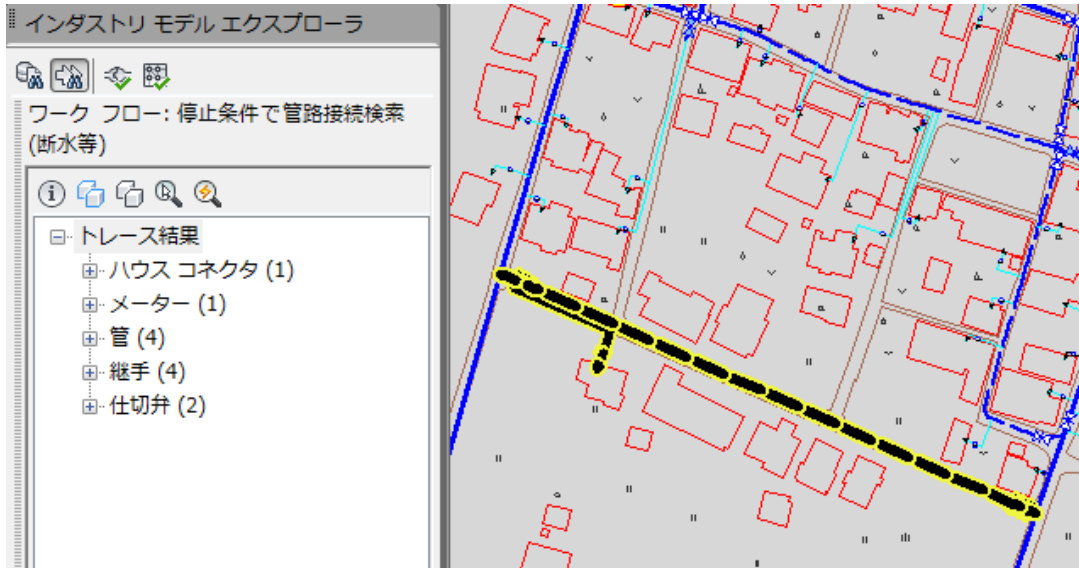 インダストリ モデル エクスプローラ
ワーク フロー: 停止条件で管路接続検索
(断水等)
トレース結果
ハウス コネクタ (1)
メーター (1)
管 (4)
継手 (4)
仕切弁 (2)